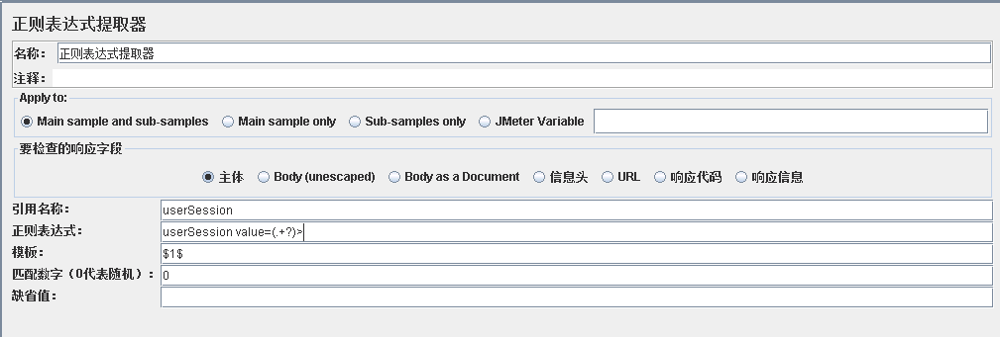 正则表达式提取器
名称： 正则表达式提取器
注释：
Apply to:
Main sample and sub-samples Main sample only Sub-samples only JMeter Variable
要检查的响应字段
主体 Body (unescaped) Body as a Document 信息头 URL 响应代码 响应信息
引用名称： userSession
正则表达式： userSession value=(.+?)>
模板： $1$
匹配数字（0代表随机）： 0
缺省值：